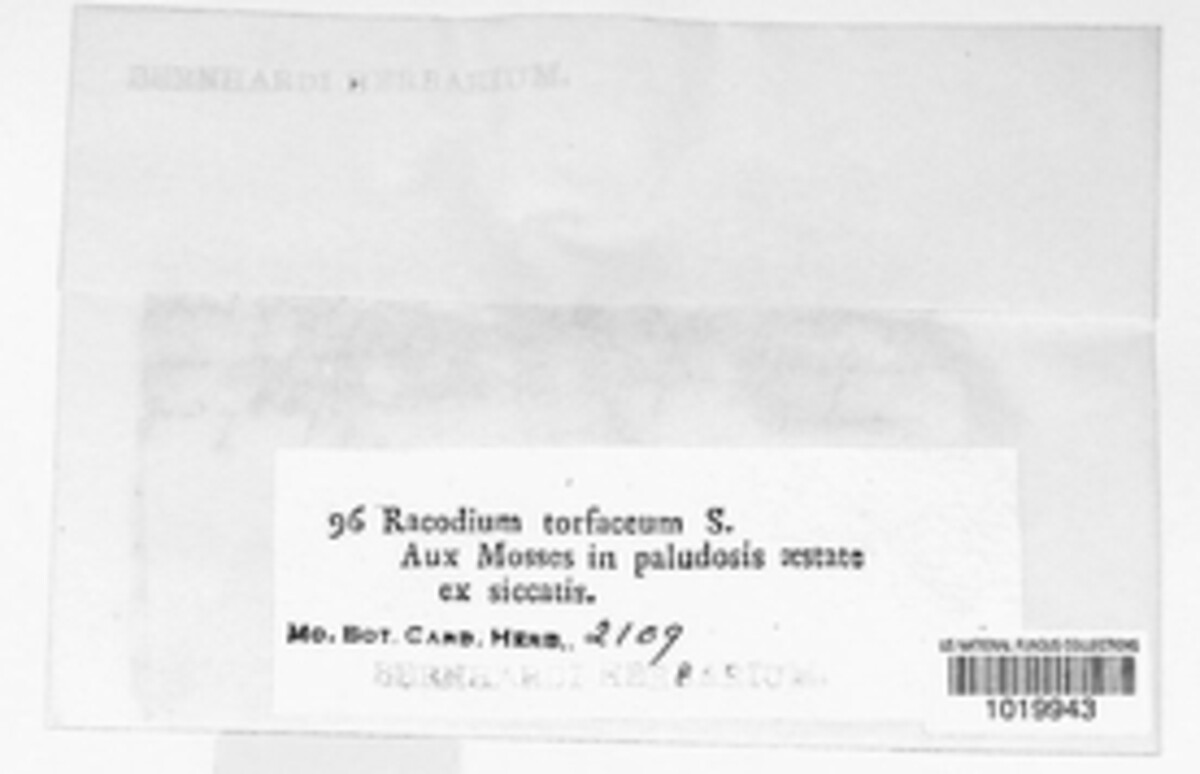 BERNHARDI HERBARIUM.
96 Racodium torfaceum S.
Aux Mosses in paludosis æstate
ex siccatis.
Mo. Bot. Gard. Herb. 2109
BERNHARDI HERBARIUM.
US NATIONAL FUNGUS COLLECTIONS
1019943